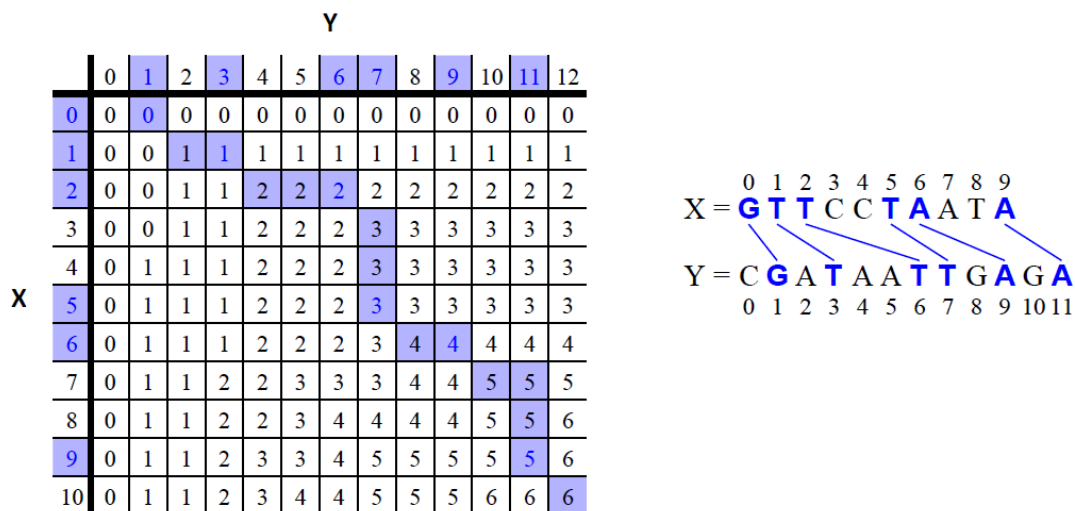 Y
0 1 2 3 4 5 6 7 8 9 10 11 12
0 0 0 0 0 0 0 0 0 0 0 0 0 0
1 0 0 1 1 1 1 1 1 1 1 1 1 1
2 0 0 1 1 2 2 2 2 2 2 2 2 2
3 0 0 1 1 2 2 2 3 3 3 3 3 3
4 0 1 1 1 2 2 2 3 3 3 3 3 3
X
5 0 1 1 1 2 2 2 3 3 3 3 3 3
6 0 1 1 1 2 2 2 3 4 4 4 4 4
7 0 1 1 2 2 3 3 3 4 4 5 5 5
8 0 1 1 2 2 3 4 4 4 4 5 5 6
9 0 1 1 2 3 3 4 5 5 5 5 5 6
10 0 1 1 2 3 4 4 5 5 5 6 6 6
0 1 2 3 4 5 6 7 8 9
X = G T T C C T A A T A
Y = C G A T A A T T G A G A
0 1 2 3 4 5 6 7 8 9 10 11